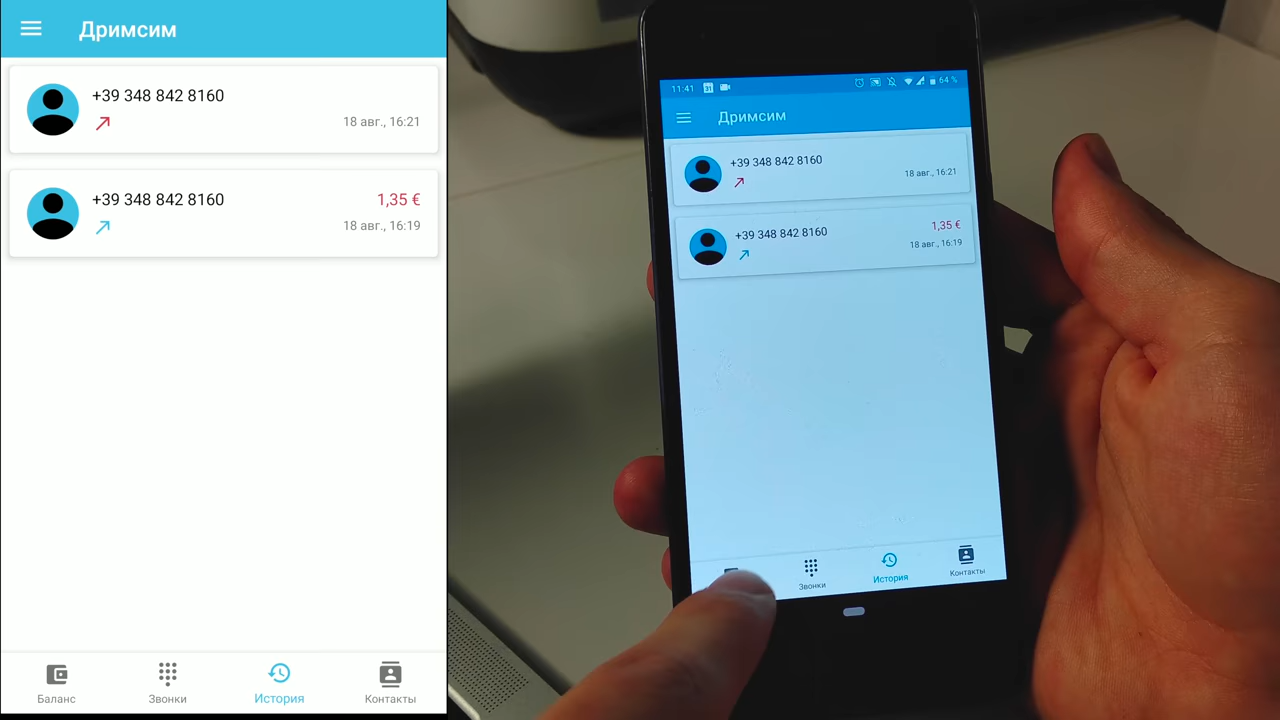 Дримсим
+39 348 842 8160
18 авг., 16:21
+39 348 842 8160
1,35 €
18 авг., 16:19
Баланс
Звонки
История
Контакты
11:41
31
64 %
Дримсим
+39 348 842 8160
18 авг., 16:21
+39 348 842 8160
1,35 €
18 авг., 16:19
Звонки
История
Контакты